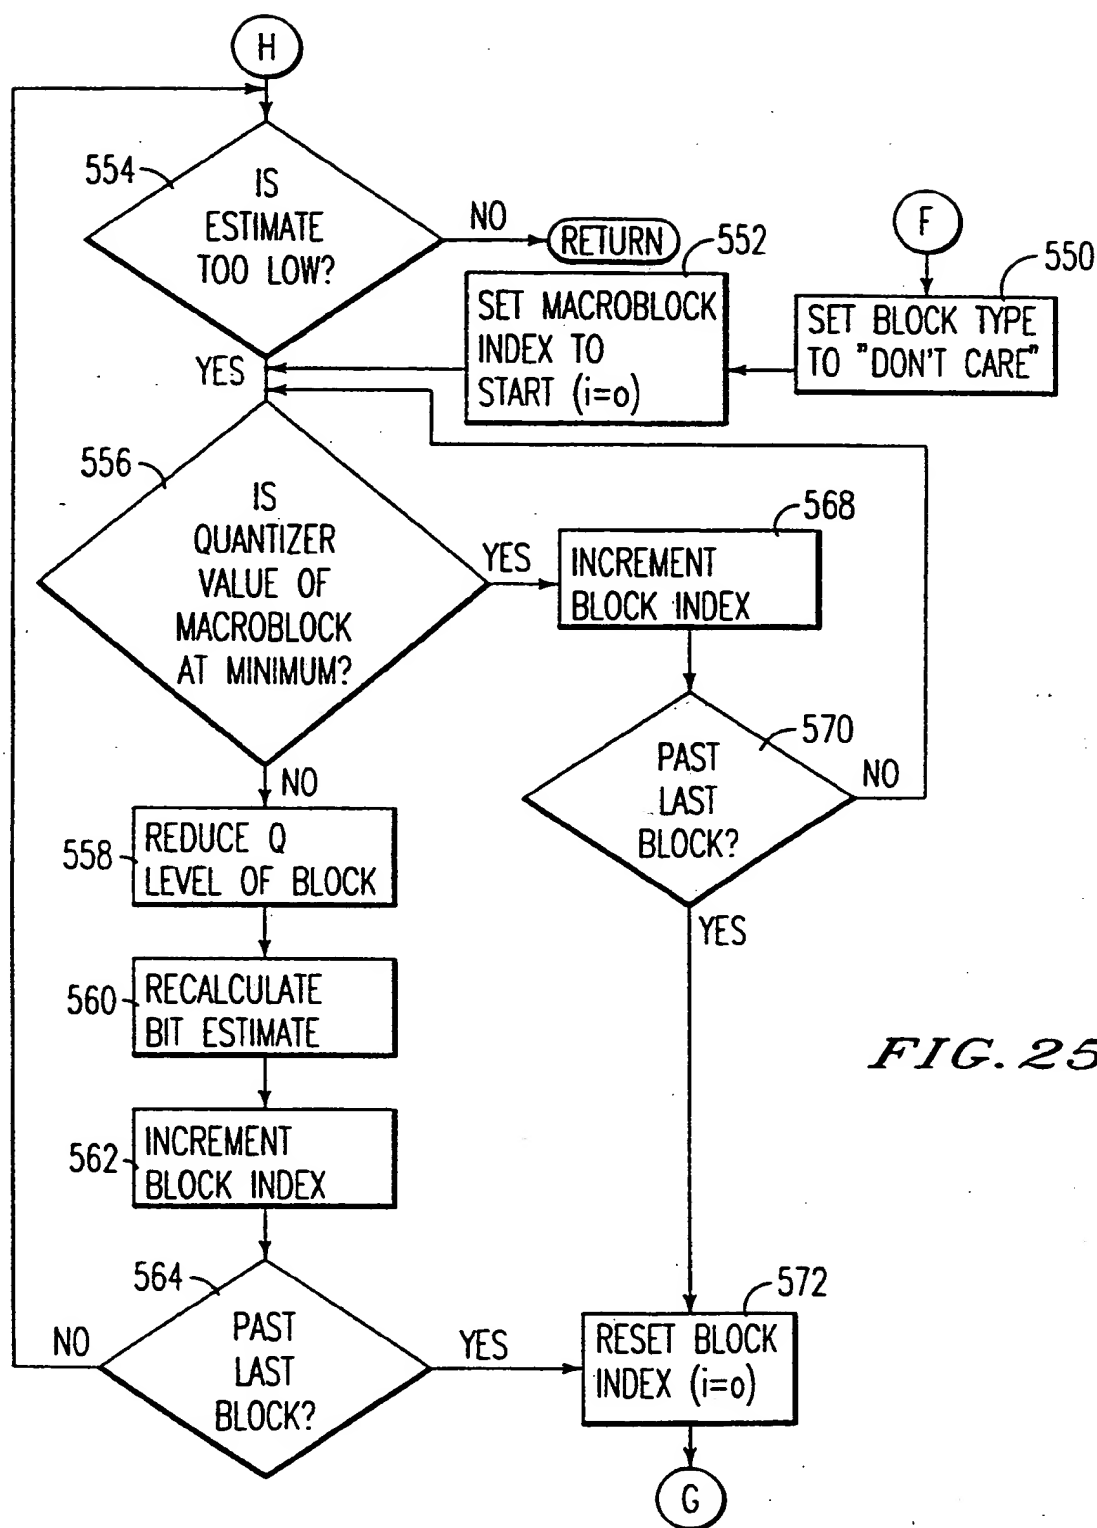 H
554
IS
ESTIMATE
TOO LOW?
NO
RETURN
YES
552
SET MACROBLOCK
INDEX TO
START (i=o)
F
550
SET BLOCK TYPE
TO "DON'T CARE"
556
IS
QUANTIZER
VALUE OF
MACROBLOCK
AT MINIMUM?
YES
568
INCREMENT
BLOCK INDEX
570
PAST
LAST
BLOCK?
NO
YES
NO
558
REDUCE Q
LEVEL OF BLOCK
560
RECALCULATE
BIT ESTIMATE
562
INCREMENT
BLOCK INDEX
564
PAST
LAST
BLOCK?
NO
YES
572
RESET BLOCK
INDEX (i=o)
G
FIG. 25